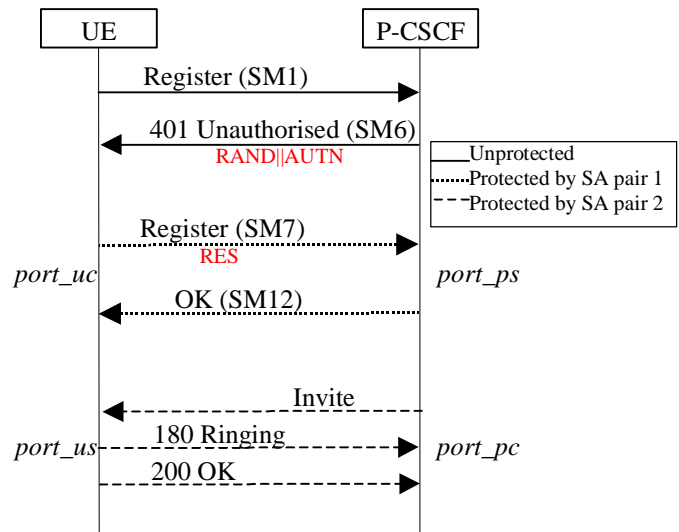 UE
P-CSCF
Register (SM1)
401 Unauthorised (SM6)
RAND||AUTN
Unprotected
Protected by SA pair 1
Protected by SA pair 2
Register (SM7)
RES
port_uc
port_ps
OK (SM12)
Invite
180 Ringing
port_us
port_pc
200 OK